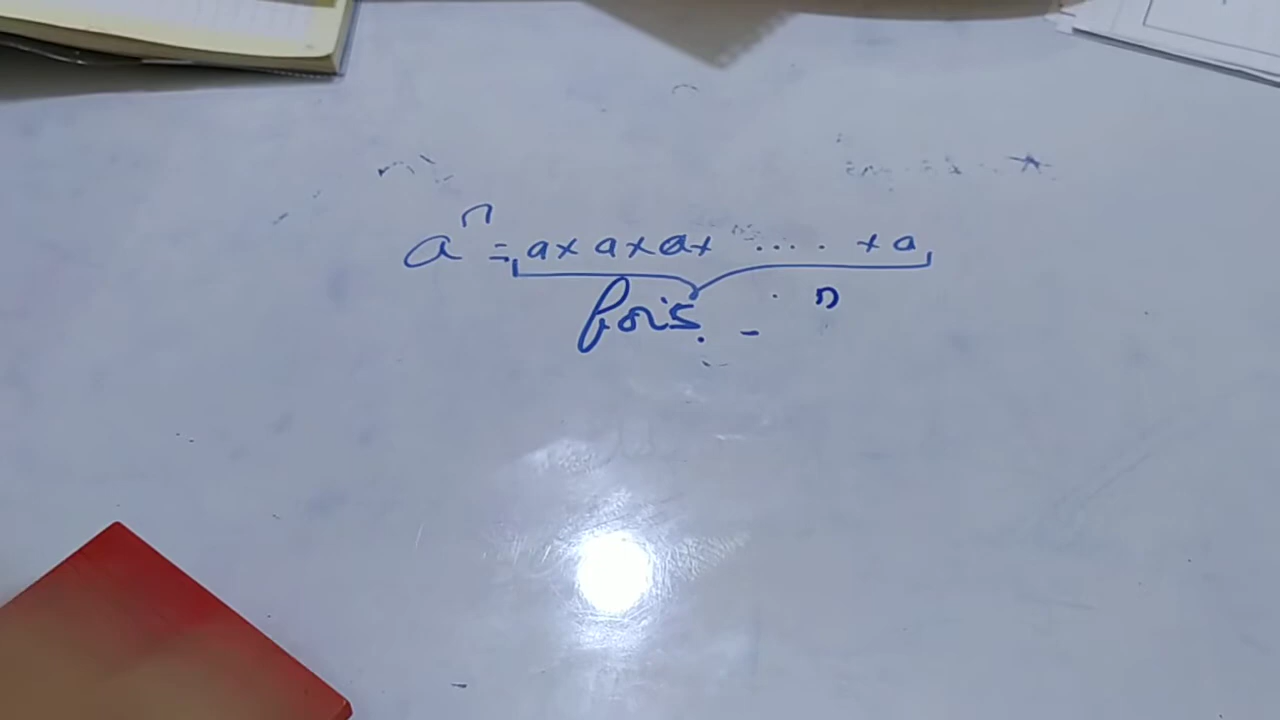 aⁿ = a x a x a x ..... x a
fois. - n